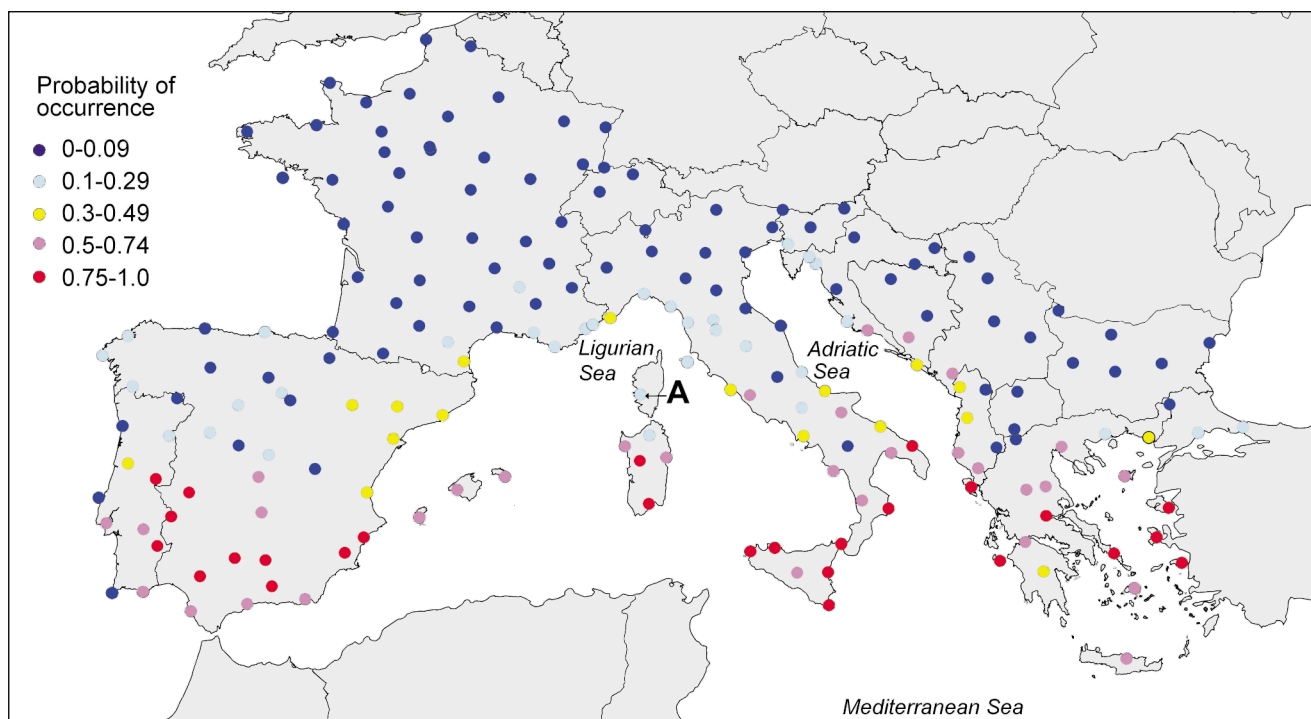 Probability of
occurrence
0-0.09
0.1-0.29
0.3-0.49
0.5-0.74
0.75-1.0
Ligurian
Sea
Adriatic
Sea
A
Mediterranean Sea